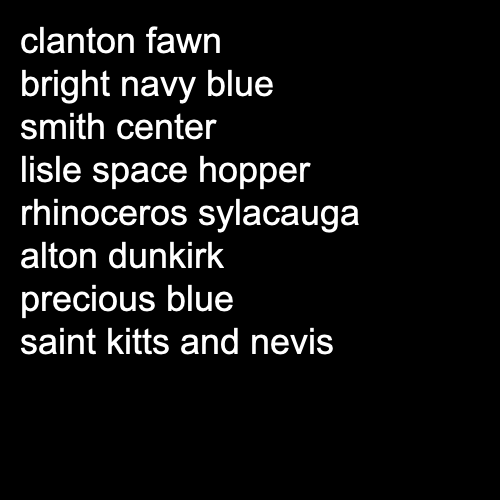 clanton fawn
bright navy blue
smith center
lisle space hopper
rhinoceros sylacauga
alton dunkirk
precious blue
saint kitts and nevis